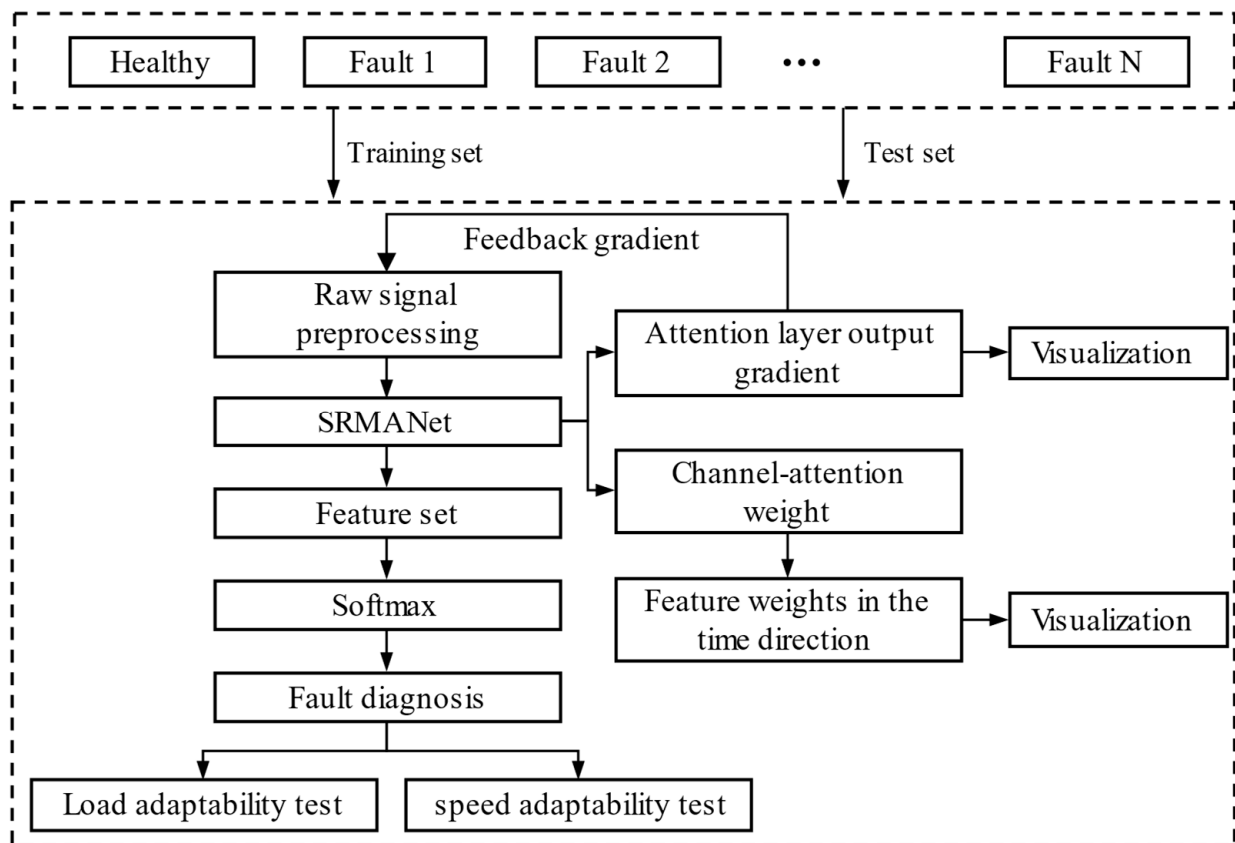 Healthy
Fault 1
Fault 2
•••
Fault N
Training set
Test set
Feedback gradient
Raw signal
preprocessing
Attention layer output
gradient
Visualization
SRMANet
Channel-attention
weight
Feature set
Softmax
Feature weights in the
time direction
Visualization
Fault diagnosis
Load adaptability test
speed adaptability test